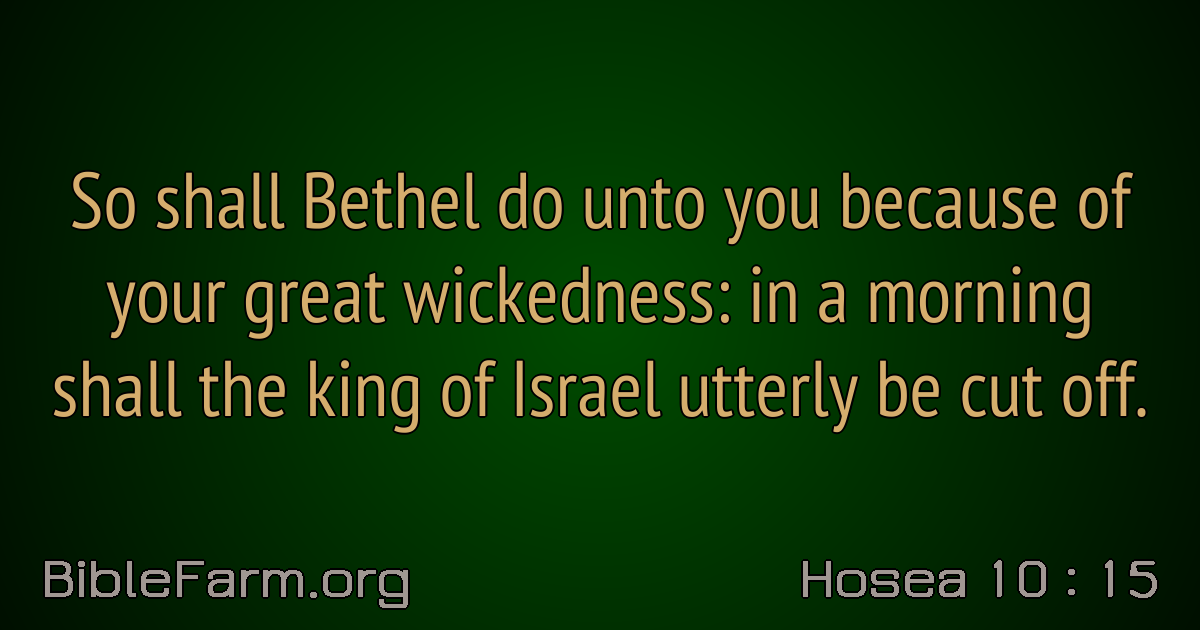 So shall Bethel do unto you because of
your great wickedness: in a morning
shall the king of Israel utterly be cut off.
BibleFarm.org
Hosea 10 : 15